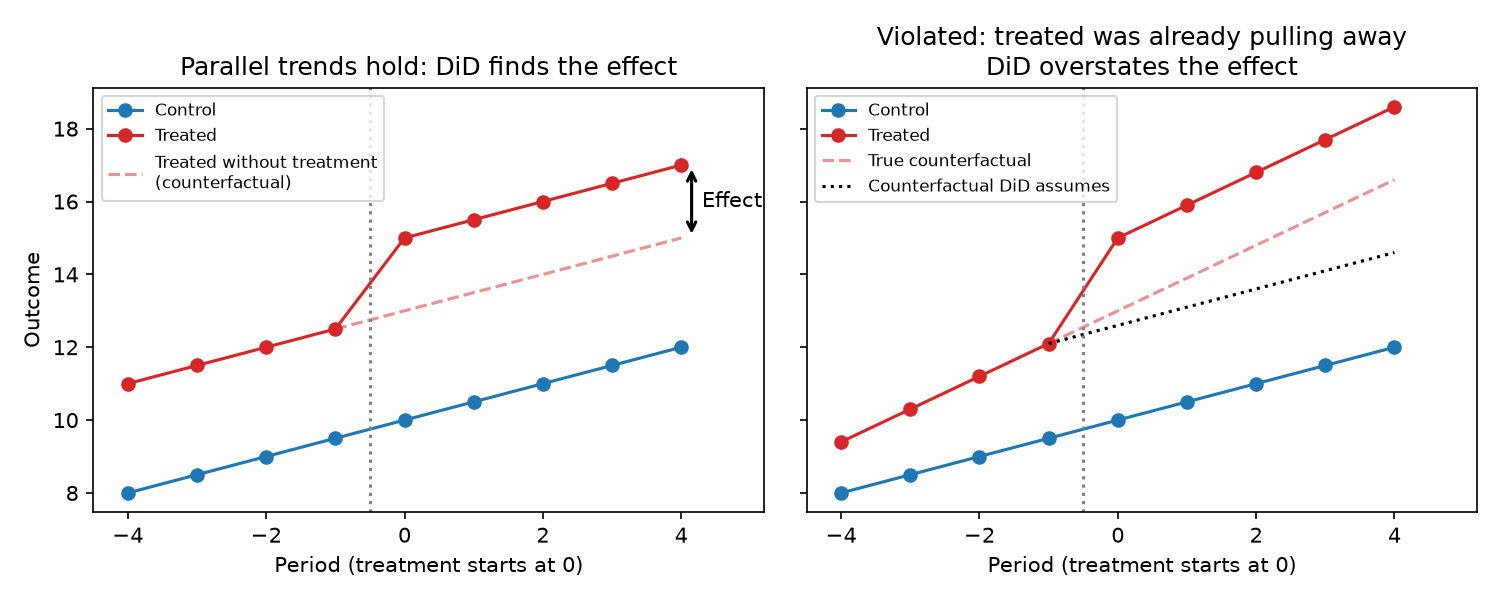 Parallel trends hold: DiD finds the effect
Control
Treated
Treated without treatment
(counterfactual)
Effect
Outcome
18
16
14
12
10
8
−4
−2
0
2
4
Period (treatment starts at 0)
Violated: treated was already pulling away
DiD overstates the effect
Control
Treated
True counterfactual
Counterfactual DiD assumes
−4
−2
0
2
4
Period (treatment starts at 0)